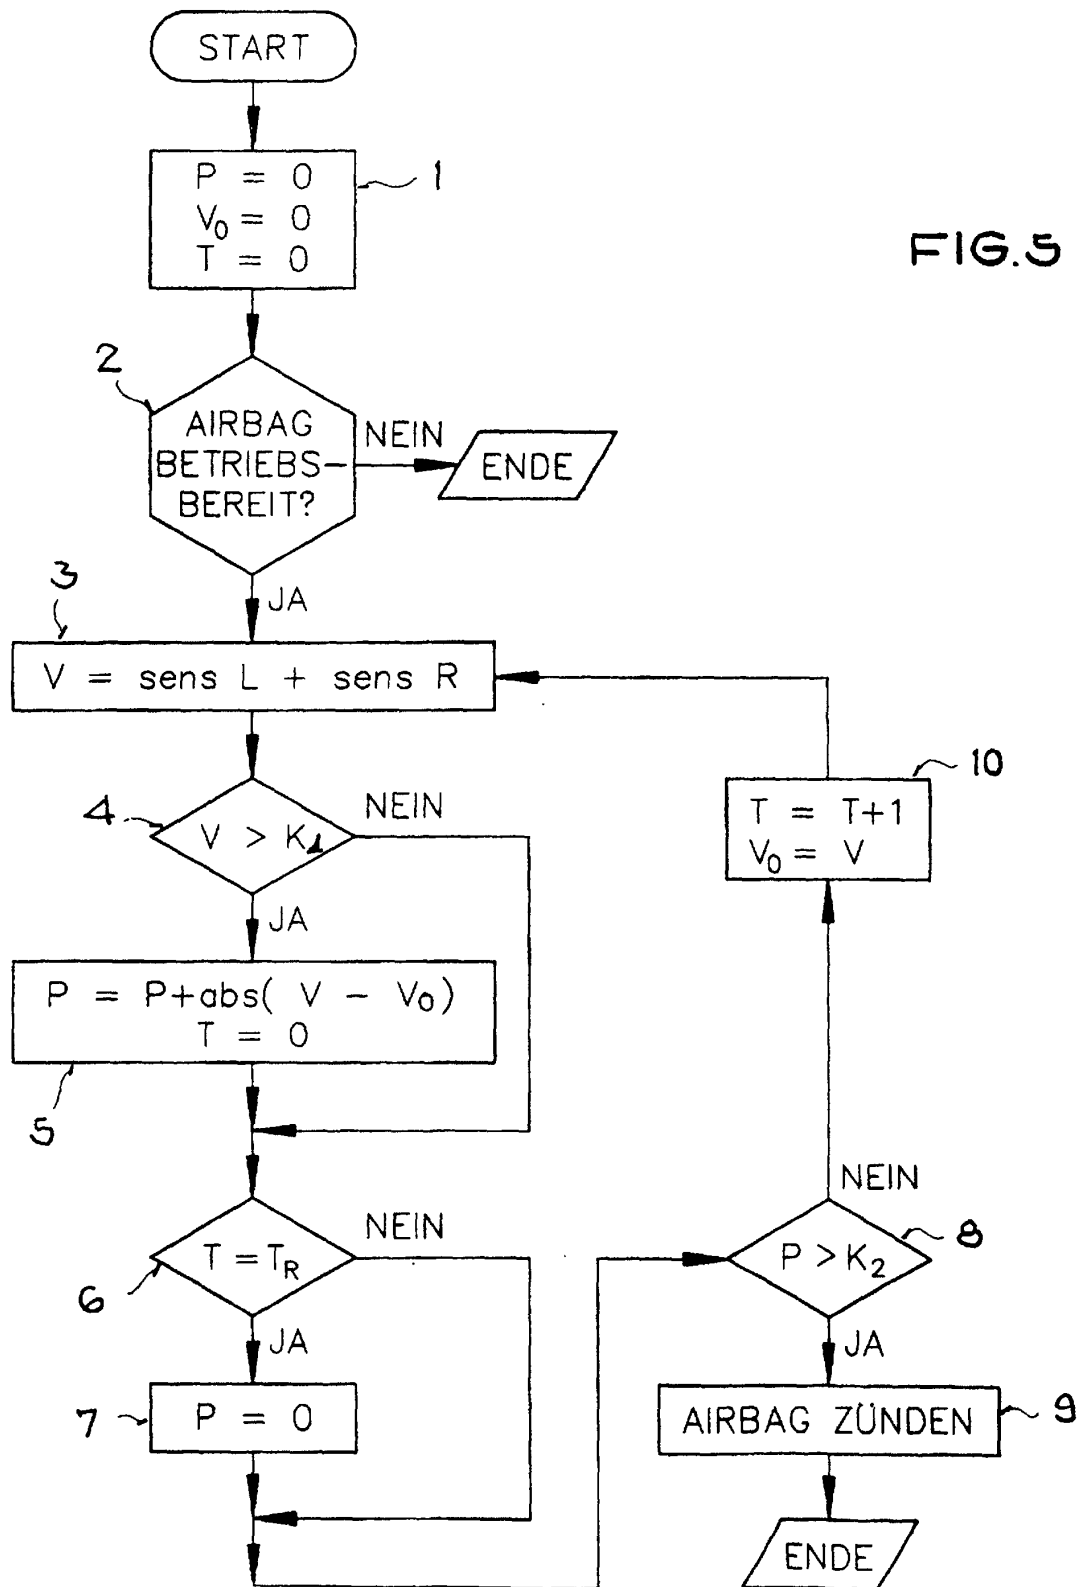 START
P = 0
V₀ = 0
T = 0
1
FIG.5
2
AIRBAG
BETRIEBS-
BEREIT?
NEIN
ENDE
JA
3
V = sens L + sens R
4
V > K₁
NEIN
JA
10
T = T+1
V₀ = V
P = P+abs( V - V₀)
T = 0
5
6
T = T_R
NEIN
JA
7
P = 0
NEIN
8
P > K₂
JA
9
AIRBAG ZÜNDEN
ENDE